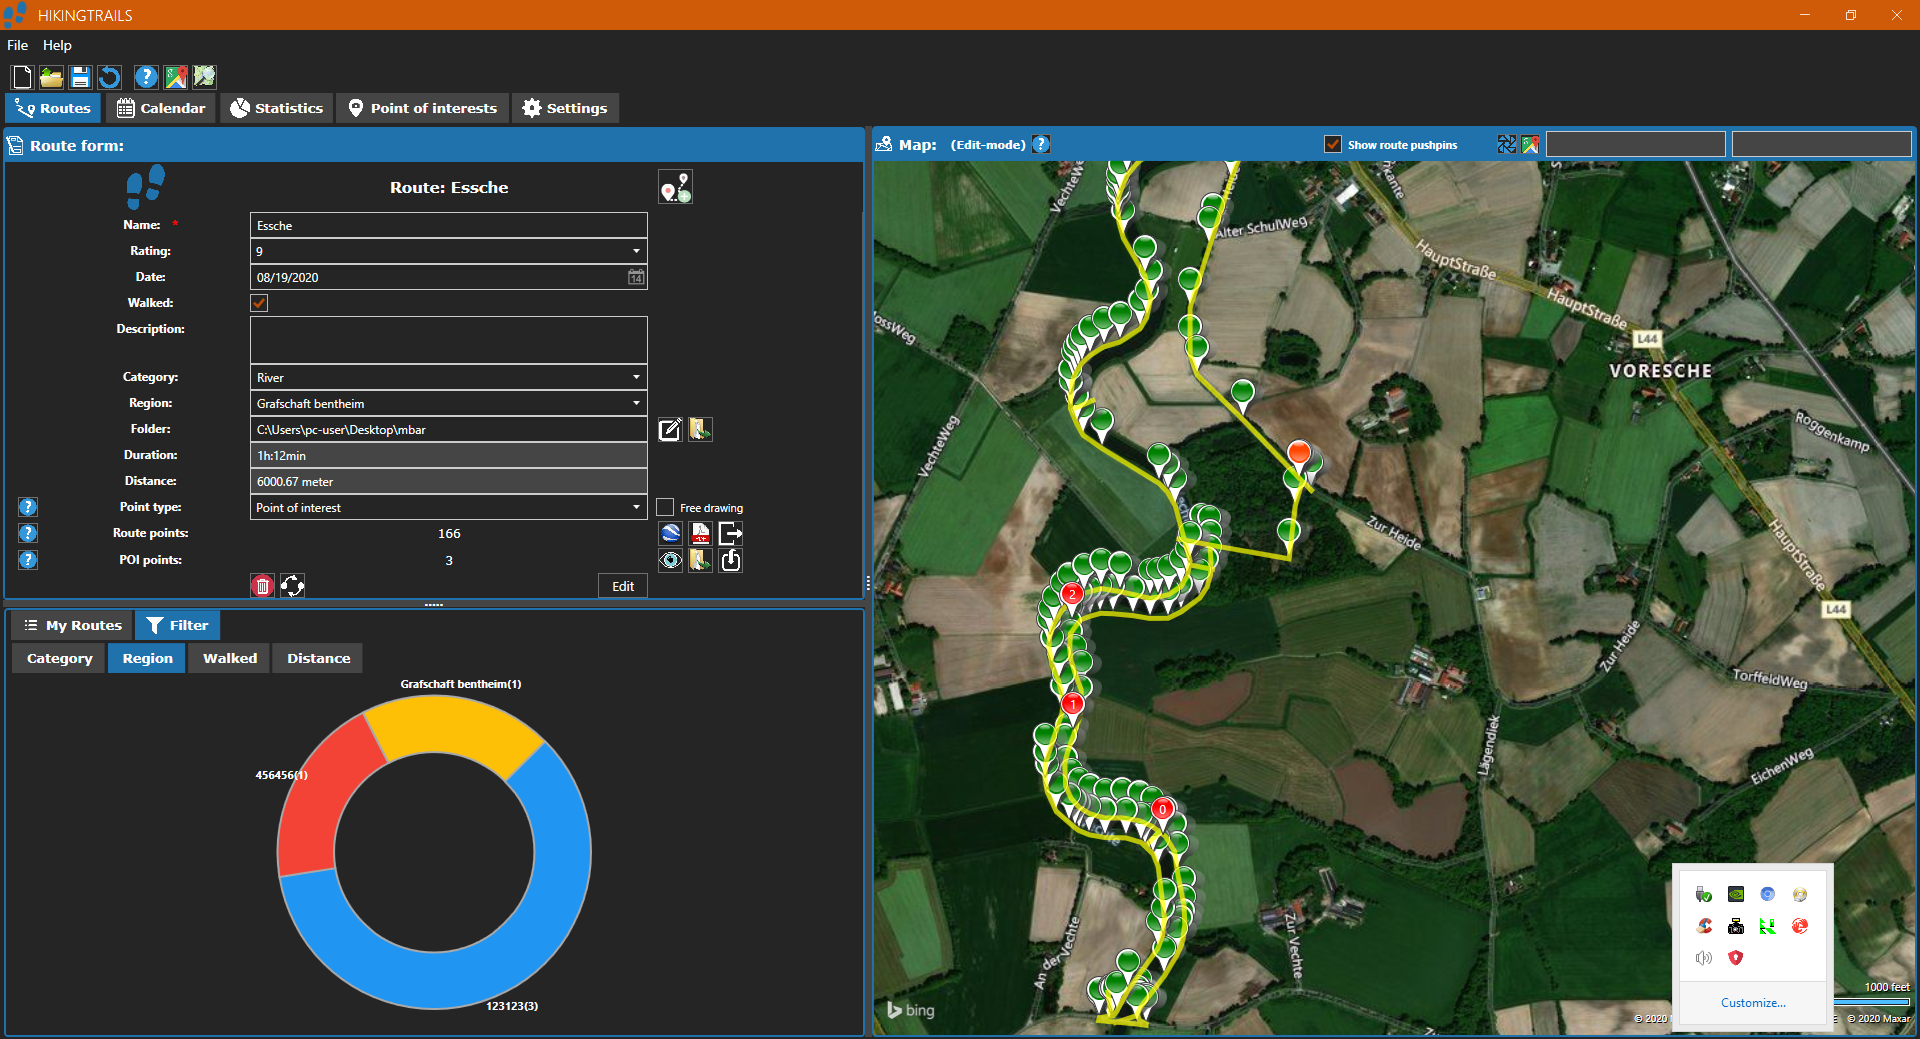 HIKINGTRAILS
File Help
Routes Calendar Statistics Point of interests Settings
Route form:
Route: Essche
Name: * Essche
Rating: 9
Date: 08/19/2020 14
Walked:
Description:
Category: River
Region: Grafschaft bentheim
Folder: C:\Users\pc-user\Desktop\mbar
Duration: 1h:12min
Distance: 6000.67 meter
Point type: Point of interest Free drawing
Route points: 166
POI points: 3
Edit
My Routes Filter
Category Region Walked Distance
Grafschaft bentheim(1)
456456(1)
123123(3)
Map: (Edit-mode) ? Show route pushpins
VechteW
Alter SchulWeg
HauptStraße
HauptStraße
L44
VORESCHE
Roggenkamp
VechteWeg
Zur Heide
HauptStraße
L44
Zur Heide
TorffeldWeg
Lägendiek
EichenWeg
An der Vechte
Zur Vechte
2
1
0
bing
1000 feet
© 2020 © 2020 Maxar
Customize...